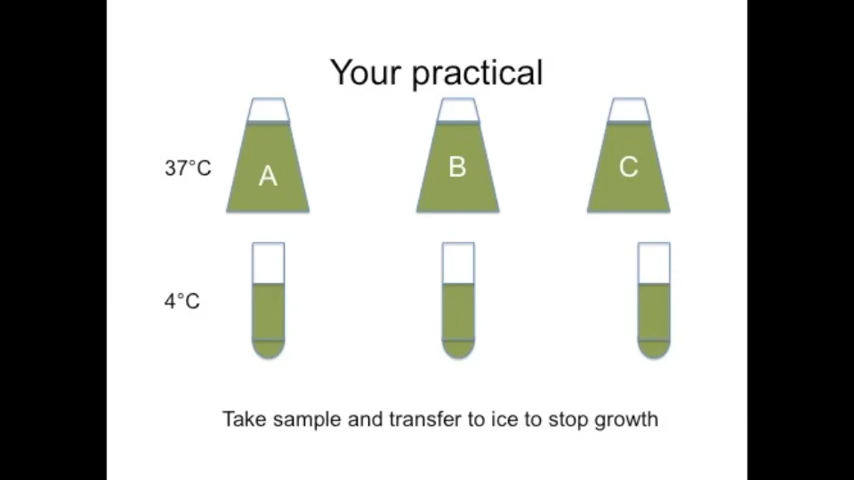 Your practical
37°C
A
B
C
4°C
Take sample and transfer to ice to stop growth